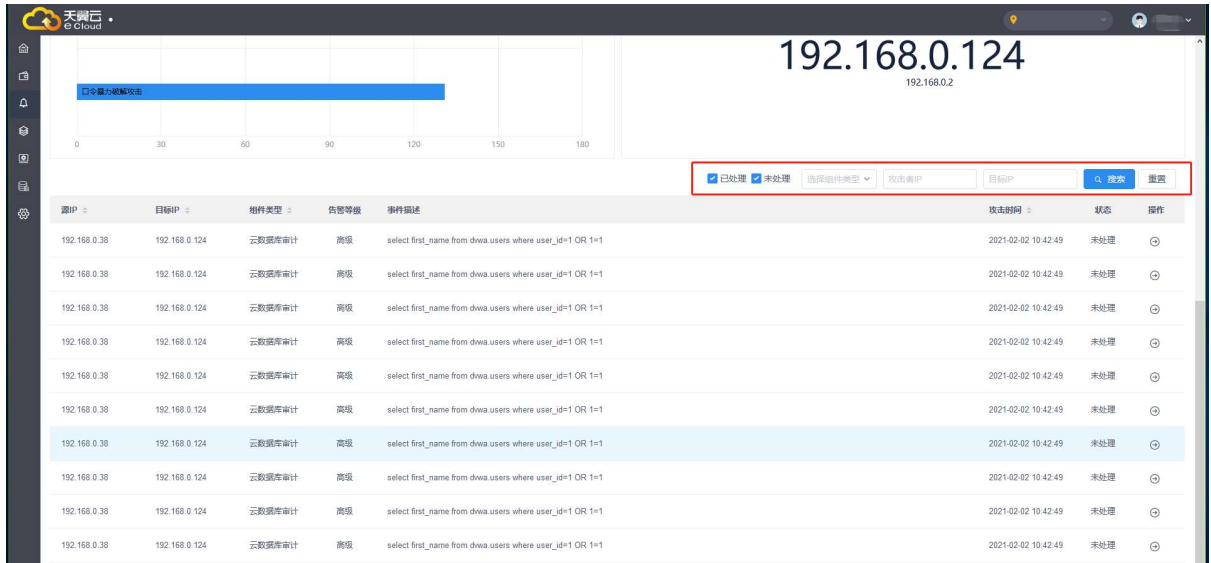 天翼云
e Cloud
192.168.0.124
192.168.0.2
口令暴力破解攻击
0 30 60 90 120 150 180
已处理 未处理 选择组件类型 攻击者IP 目标IP 搜索 重置
源IP 目标IP 组件类型 告警等级 事件描述 攻击时间 状态 操作
192.168.0.38 192.168.0.124 云数据库审计 高级 select first_name from dvwa.users where user_id=1 OR 1=1 2021-02-02 10:42:49 未处理
192.168.0.38 192.168.0.124 云数据库审计 高级 select first_name from dvwa.users where user_id=1 OR 1=1 2021-02-02 10:42:49 未处理
192.168.0.38 192.168.0.124 云数据库审计 高级 select first_name from dvwa.users where user_id=1 OR 1=1 2021-02-02 10:42:49 未处理
192.168.0.38 192.168.0.124 云数据库审计 高级 select first_name from dvwa.users where user_id=1 OR 1=1 2021-02-02 10:42:49 未处理
192.168.0.38 192.168.0.124 云数据库审计 高级 select first_name from dvwa.users where user_id=1 OR 1=1 2021-02-02 10:42:49 未处理
192.168.0.38 192.168.0.124 云数据库审计 高级 select first_name from dvwa.users where user_id=1 OR 1=1 2021-02-02 10:42:49 未处理
192.168.0.38 192.168.0.124 云数据库审计 高级 select first_name from dvwa.users where user_id=1 OR 1=1 2021-02-02 10:42:49 未处理
192.168.0.38 192.168.0.124 云数据库审计 高级 select first_name from dvwa.users where user_id=1 OR 1=1 2021-02-02 10:42:49 未处理
192.168.0.38 192.168.0.124 云数据库审计 高级 select first_name from dvwa.users where user_id=1 OR 1=1 2021-02-02 10:42:49 未处理
192.168.0.38 192.168.0.124 云数据库审计 高级 select first_name from dvwa.users where user_id=1 OR 1=1 2021-02-02 10:42:49 未处理